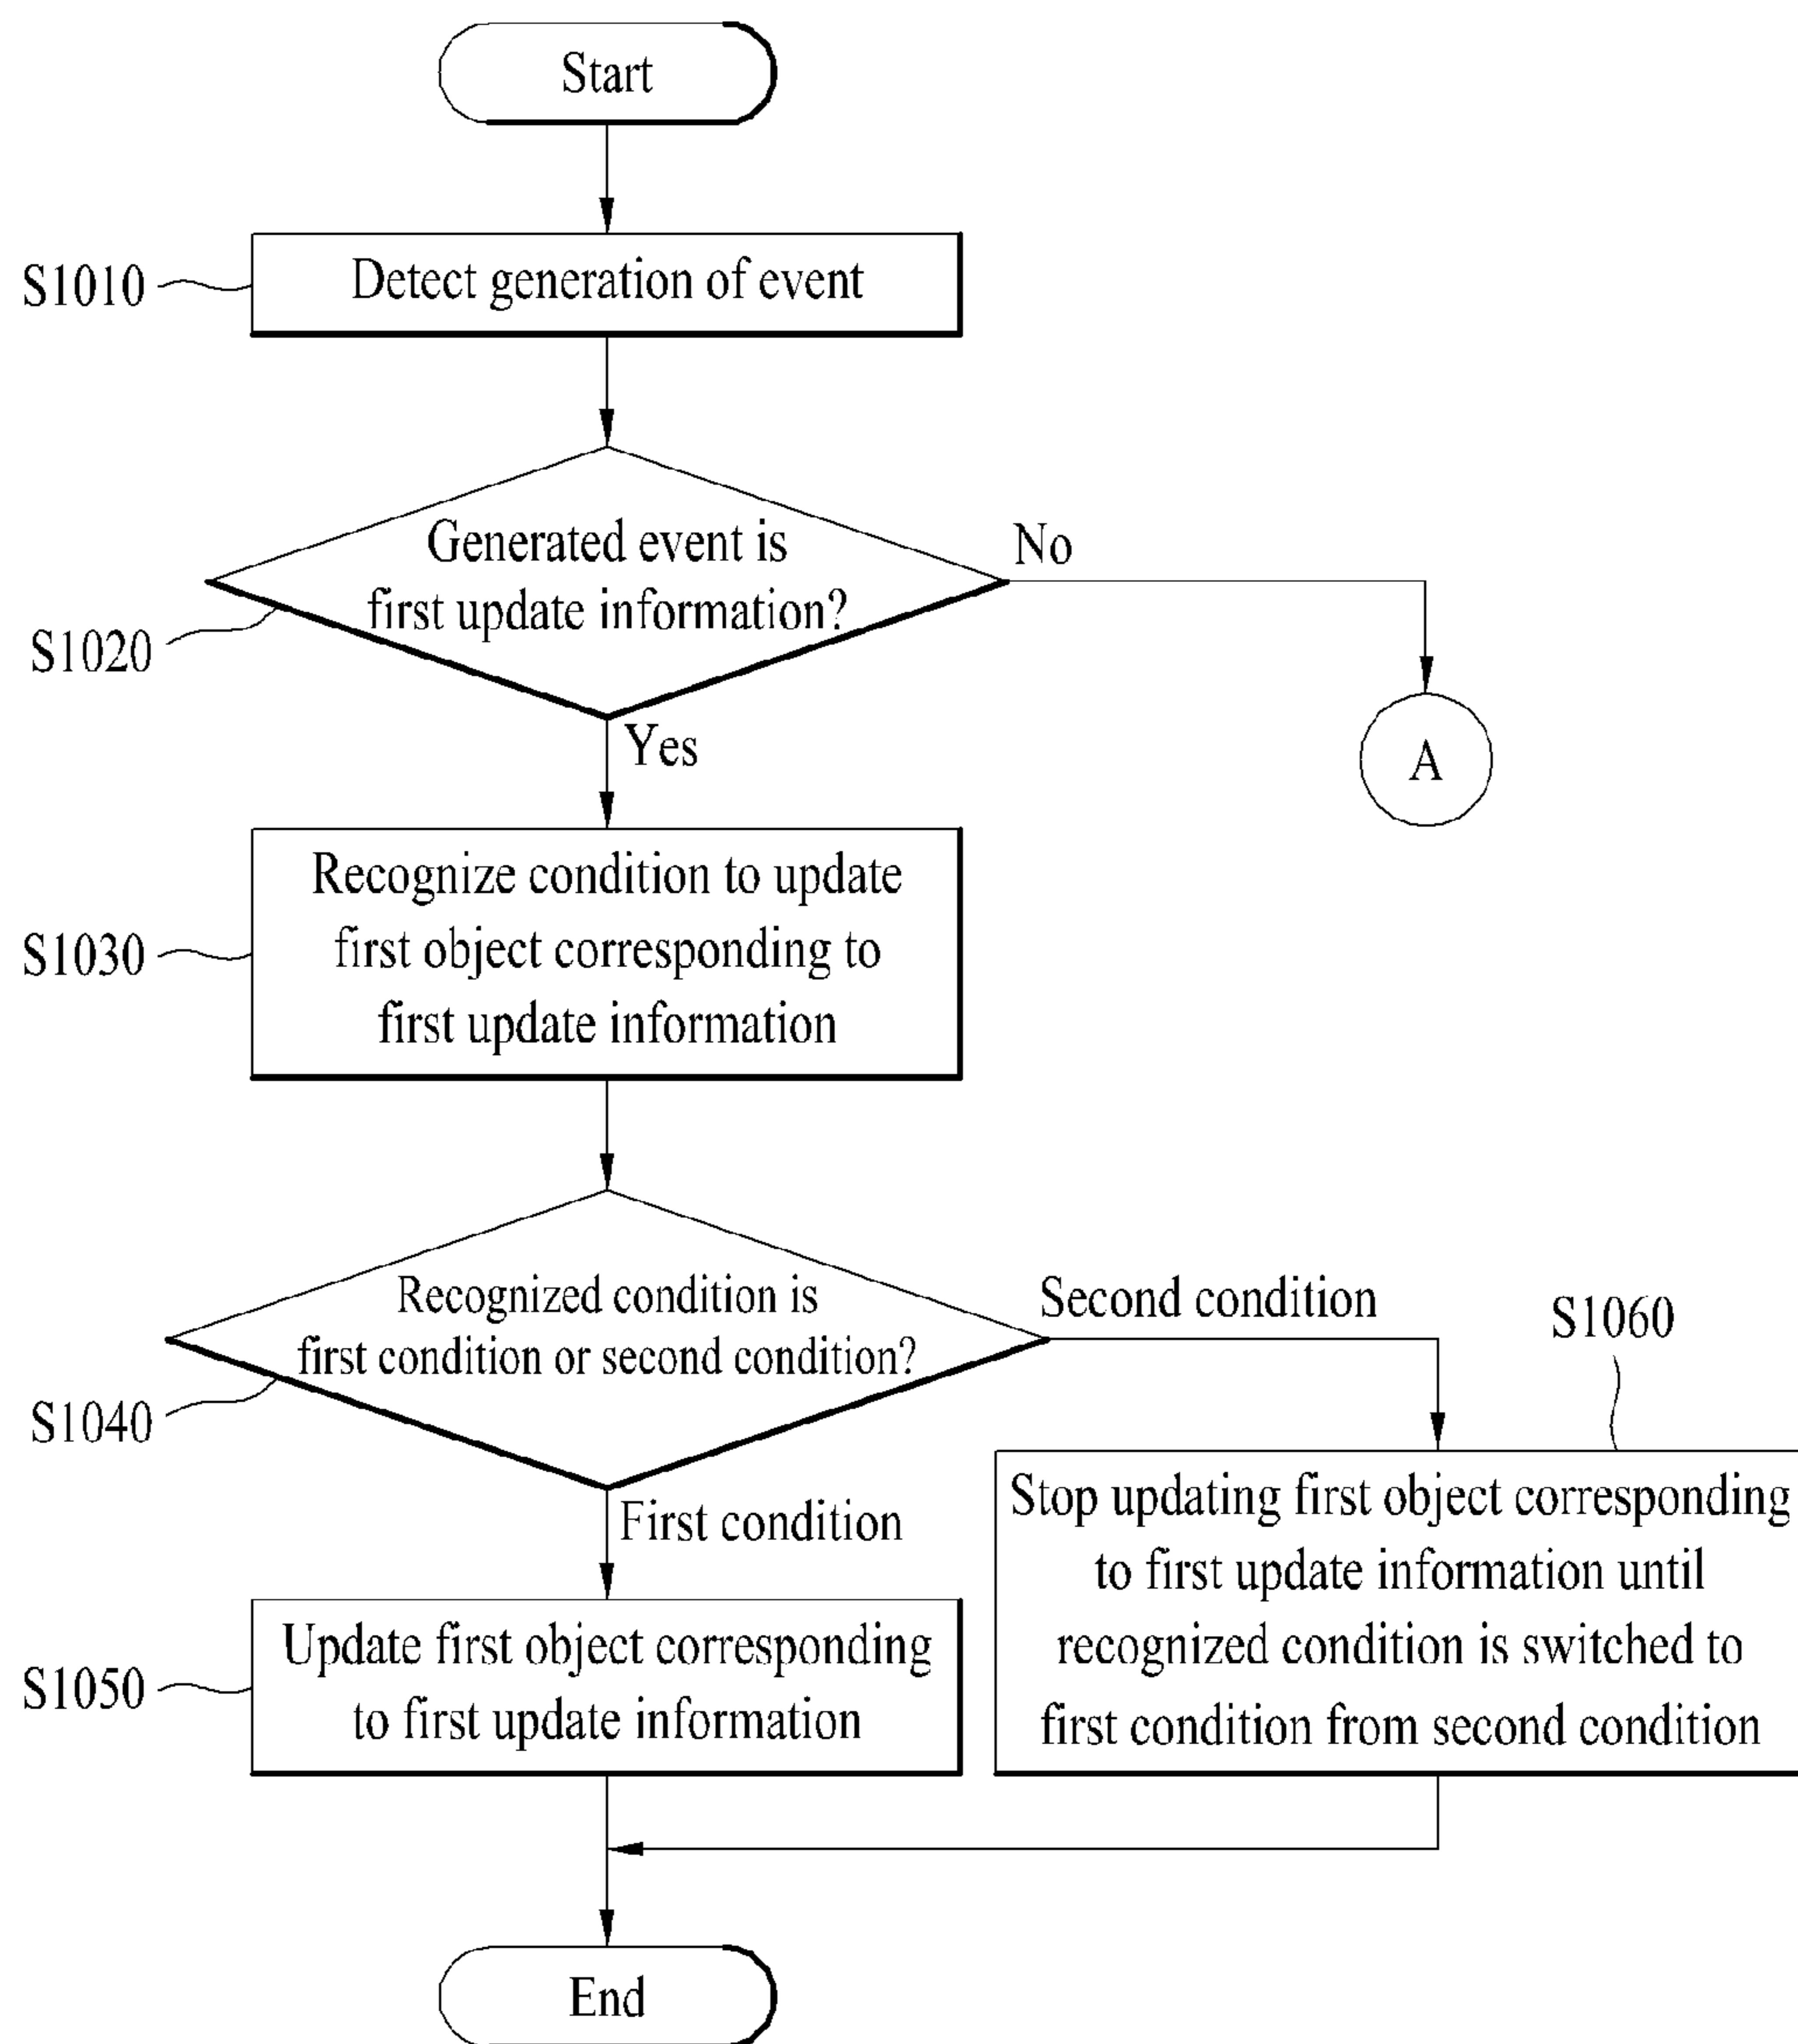 Start
S1010
Detect generation of event
Generated event is
first update information?
No
S1020
Yes
A
Recognize condition to update
first object corresponding to
first update information
S1030
Recognized condition is
first condition or second condition?
Second condition
S1060
S1040
First condition
Stop updating first object corresponding
to first update information until
recognized condition is switched to
first condition from second condition
Update first object corresponding
to first update information
S1050
End